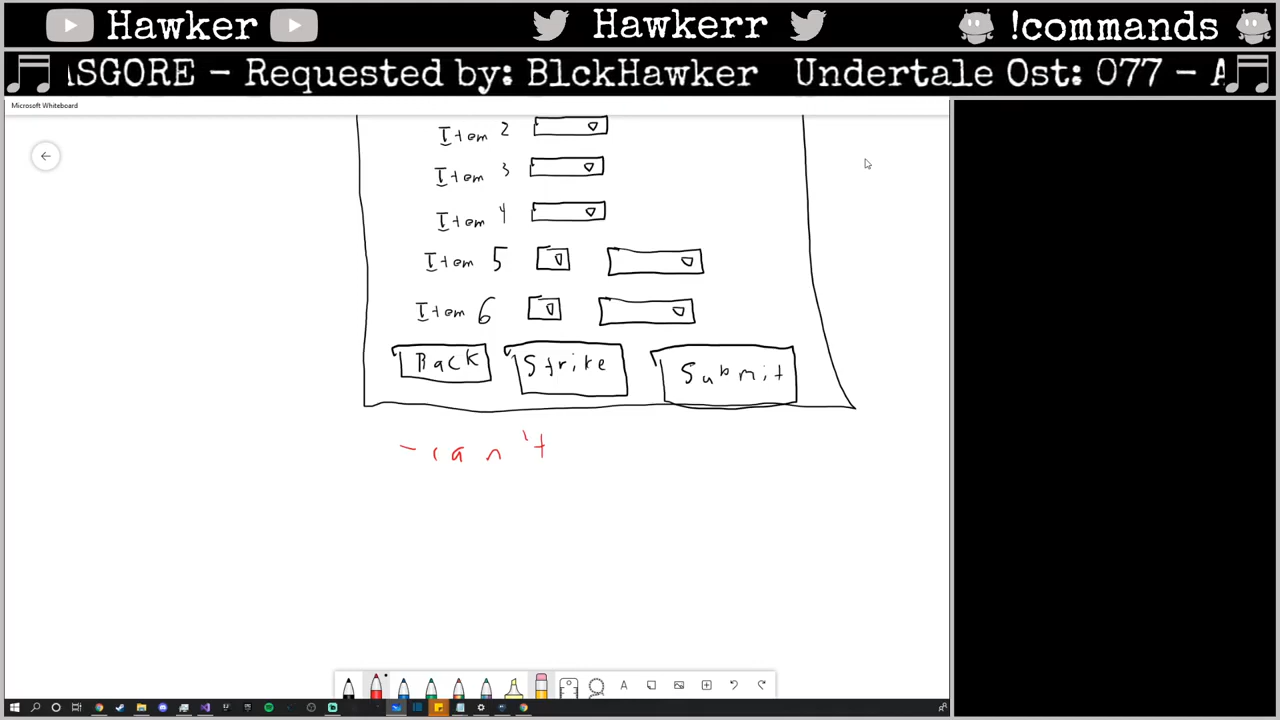 Hawker
Hawkerr
!commands
ASGORE - Requested by: BlckHawker Undertale Ost: 077 - A
Microsoft Whiteboard
Item 2
Item 3
Item 4
Item 5
Item 6
Back Strike Submit
- can't
A